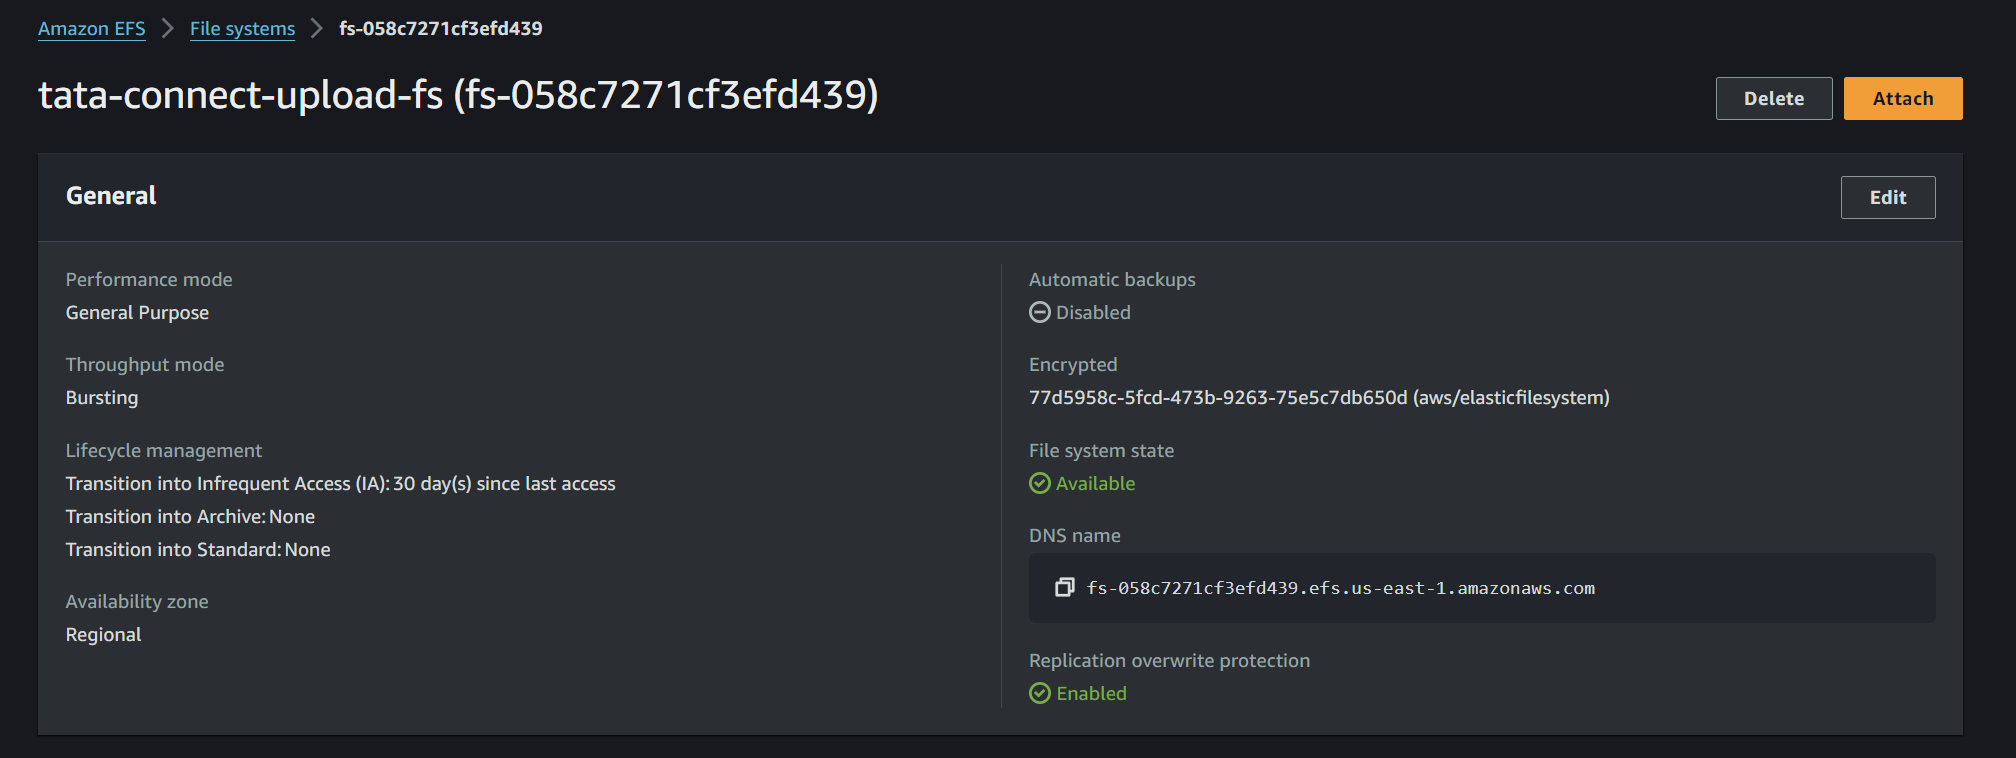 Amazon EFS > File systems > fs-058c7271cf3efd439
tata-connect-upload-fs (fs-058c7271cf3efd439)
Delete
Attach
General
Edit
Performance mode
General Purpose
Throughput mode
Bursting
Lifecycle management
Transition into Infrequent Access (IA): 30 day(s) since last access
Transition into Archive: None
Transition into Standard: None
Availability zone
Regional
Automatic backups
Disabled
Encrypted
77d5958c-5fcd-473b-9263-75e5c7db650d (aws/elasticfilesystem)
File system state
Available
DNS name
fs-058c7271cf3efd439.efs.us-east-1.amazonaws.com
Replication overwrite protection
Enabled